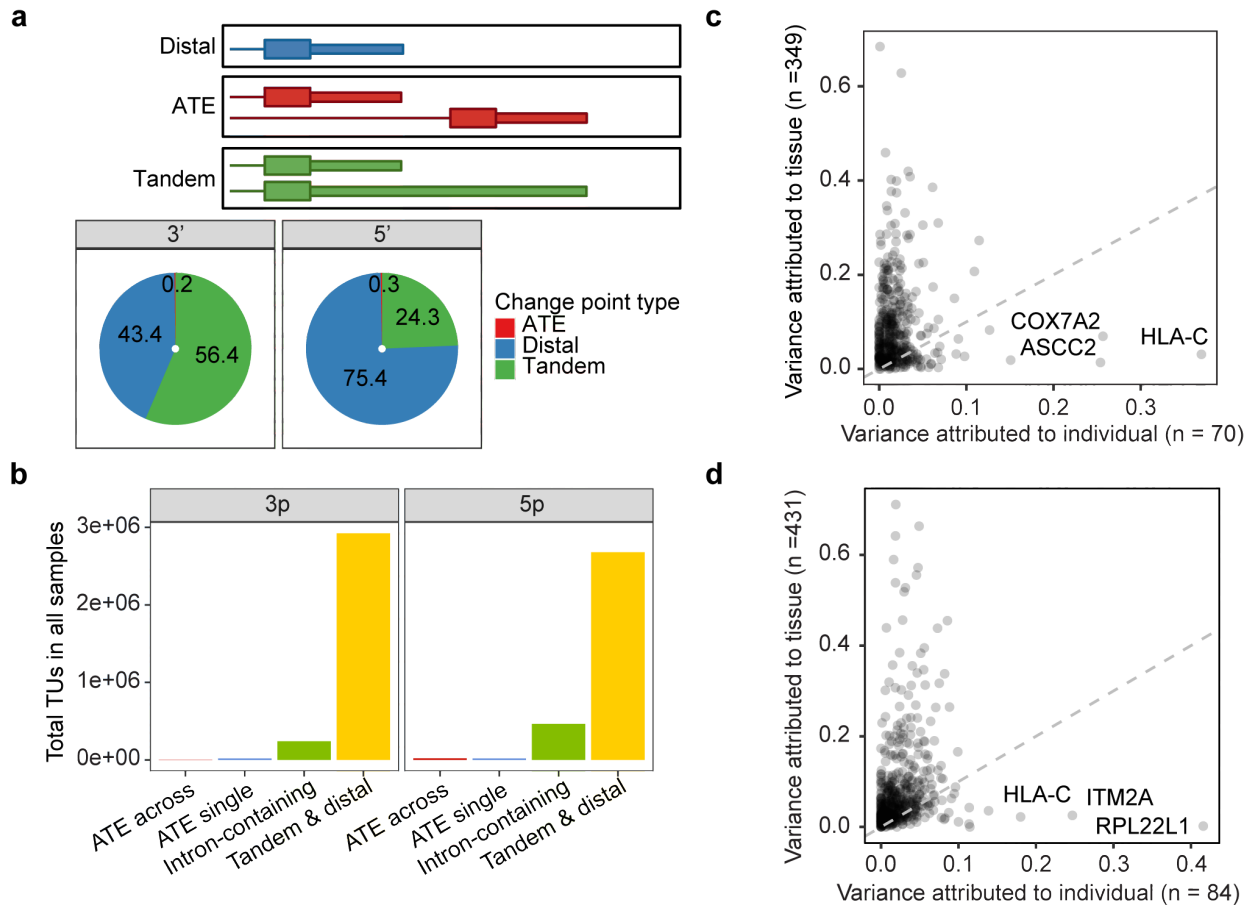 a
Distal
ATE
Tandem
3’
5’
0.2
43.4
56.4
0.3
24.3
75.4
Change point type
ATE
Distal
Tandem
b
3p
5p
Total TUs in all samples
3e+06
2e+06
1e+06
0e+00
ATE across
ATE single
Intron-containing
Tandem & distal
ATE across
ATE single
Intron-containing
Tandem & distal
c
Variance attributed to tissue (n =349)
0.6
0.4
0.2
0.0
COX7A2
ASCC2
HLA-C
0.0 0.1 0.2 0.3
Variance attributed to individual (n = 70)
d
Variance attributed to tissue (n =431)
0.6
0.4
0.2
0.0
HLA-C
ITM2A
RPL22L1
0.0 0.1 0.2 0.3 0.4
Variance attributed to individual (n = 84)